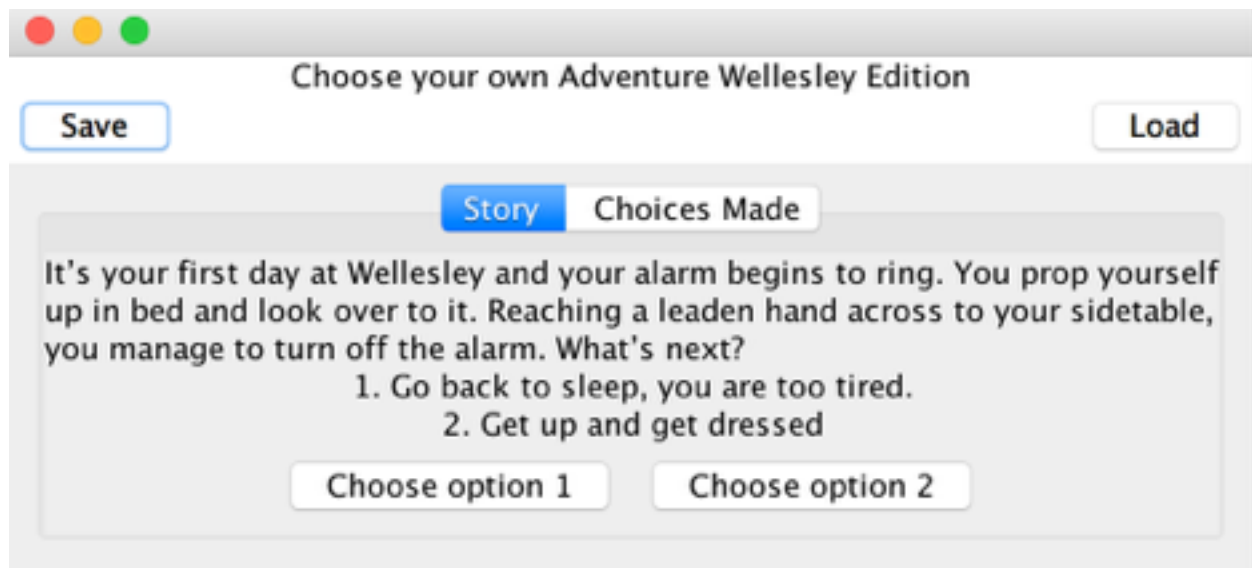 Choose your own Adventure Wellesley Edition
Save
Load
Story
Choices Made
It's your first day at Wellesley and your alarm begins to ring. You prop yourself
up in bed and look over to it. Reaching a leaden hand across to your sidetable,
you manage to turn off the alarm. What's next?
1. Go back to sleep, you are too tired.
2. Get up and get dressed
Choose option 1
Choose option 2